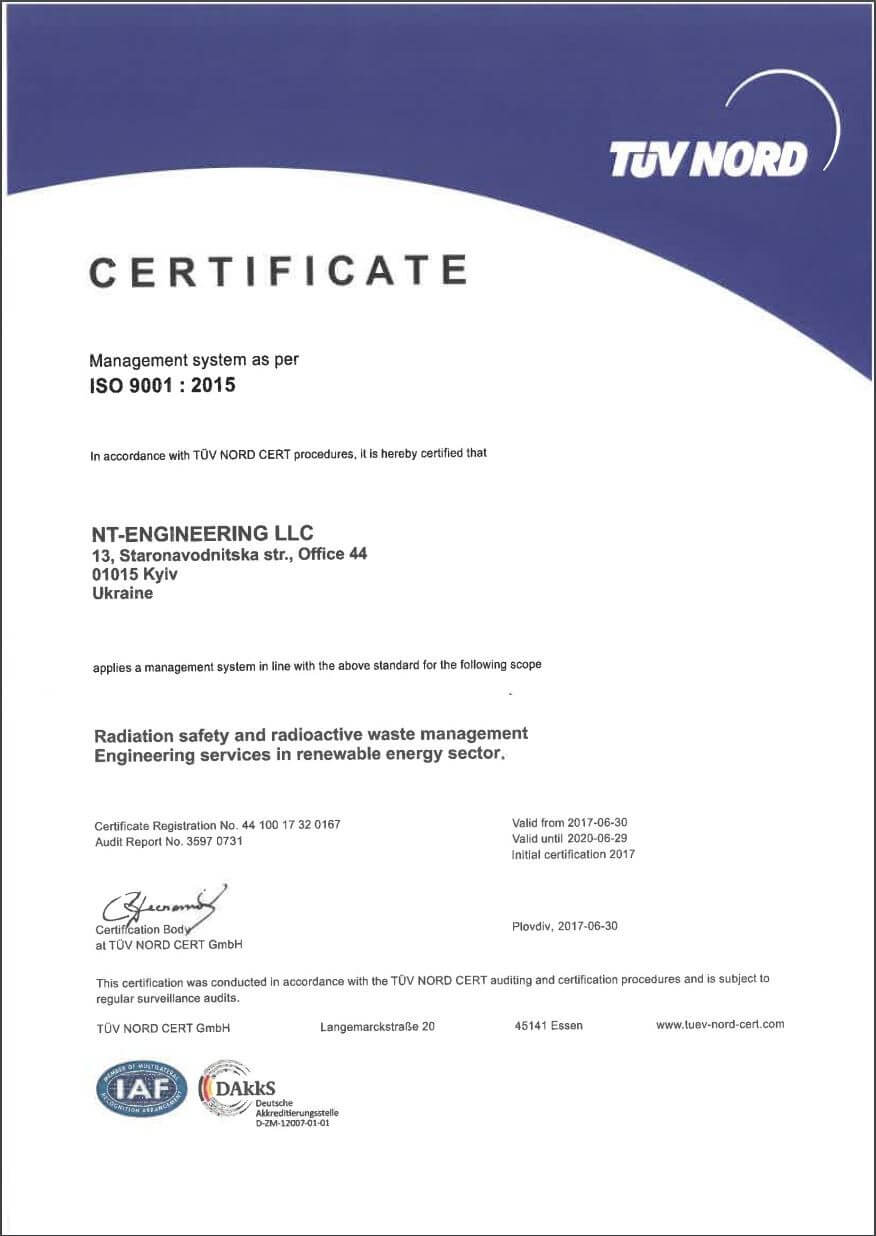 TÜV NORD
CERTIFICATE
Management system as per
ISO 9001 : 2015
In accordance with TÜV NORD CERT procedures, it is hereby certified that
NT-ENGINEERING LLC
13, Staronavodnitska str., Office 44
01015 Kyiv
Ukraine
applies a management system in line with the above standard for the following scope
Radiation safety and radioactive waste management
Engineering services in renewable energy sector.
Certificate Registration No. 44 100 17 32 0167
Audit Report No. 3597 0731
Valid from 2017-06-30
Valid until 2020-06-29
Initial certification 2017
Certification Body
at TÜV NORD CERT GmbH
Plovdiv, 2017-06-30
This certification was conducted in accordance with the TÜV NORD CERT auditing and certification procedures and is subject to
regular surveillance audits.
TÜV NORD CERT GmbH Langemarckstraße 20 45141 Essen www.tuev-nord-cert.com
MEMBER OF MULTILATERAL
IAF
RECOGNITION ARRANGEMENT
DAkkS
Deutsche
Akkreditierungsstelle
D-ZM-12007-01-01